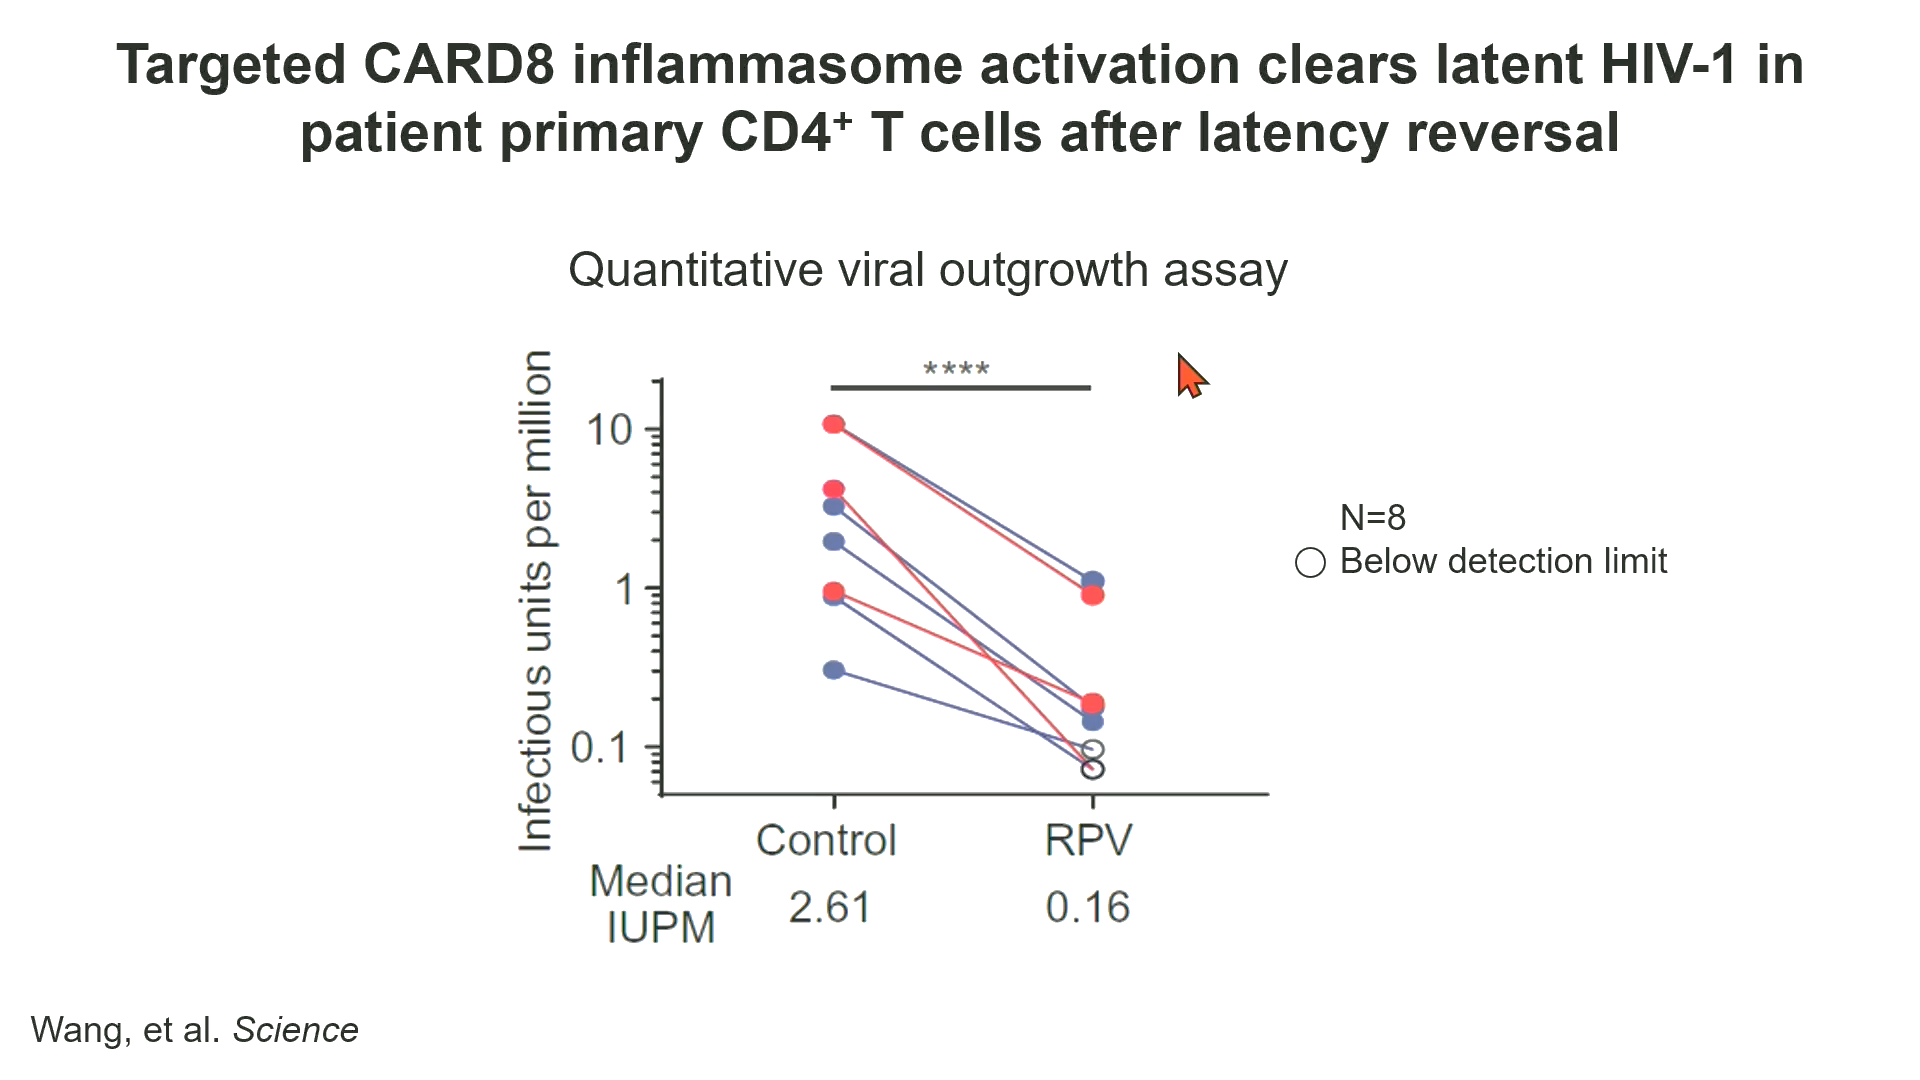 Targeted CARD8 inflammasome activation clears latent HIV-1 in
patient primary CD4⁺ T cells after latency reversal
Quantitative viral outgrowth assay
Infectious units per million
****
10
1
0.1
N=8
Below detection limit
Control RPV
Median
IUPM
2.61 0.16
Wang, et al. Science